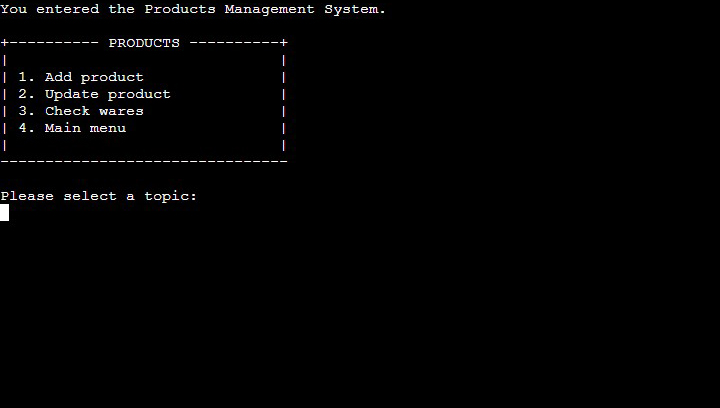 You entered the Products Management System.
+---------- PRODUCTS ----------+
|                              |
| 1. Add product               |
| 2. Update product            |
| 3. Check wares               |
| 4. Main menu                 |
|                              |
--------------------------------
Please select a topic: